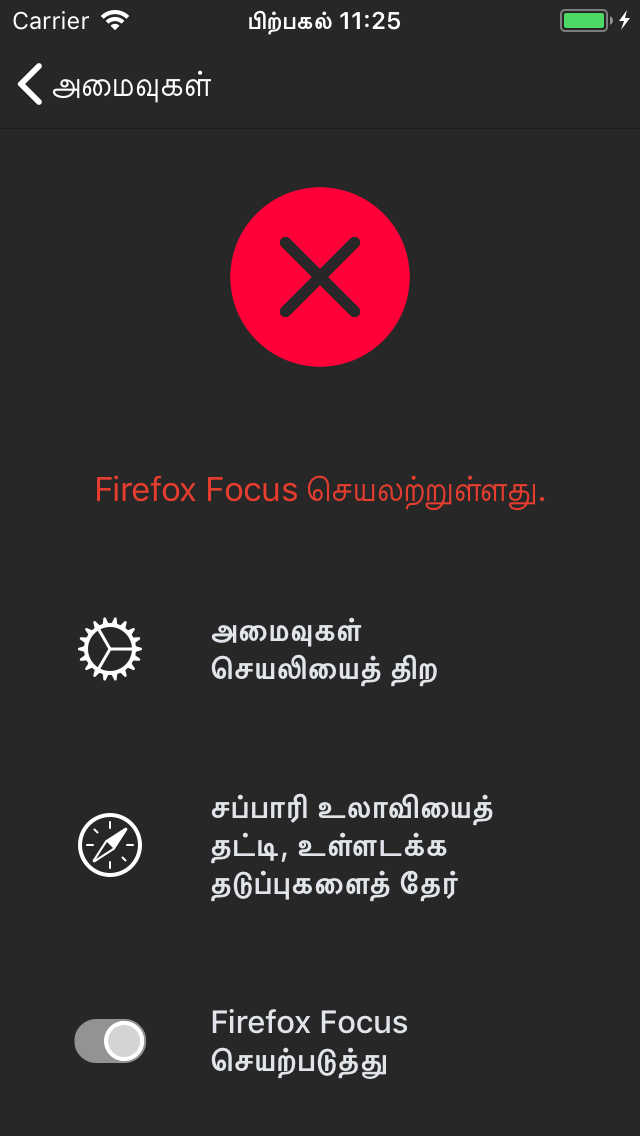 Carrier பிற்பகல் 11:25
அமைவுகள்
Firefox Focus செயலற்றுள்ளது.
அமைவுகள்
செயலியைத் திற
சப்பாரி உலாவியைத்
தட்டி, உள்ளடக்க
தடுப்புகளைத் தேர்
Firefox Focus
செயற்படுத்து